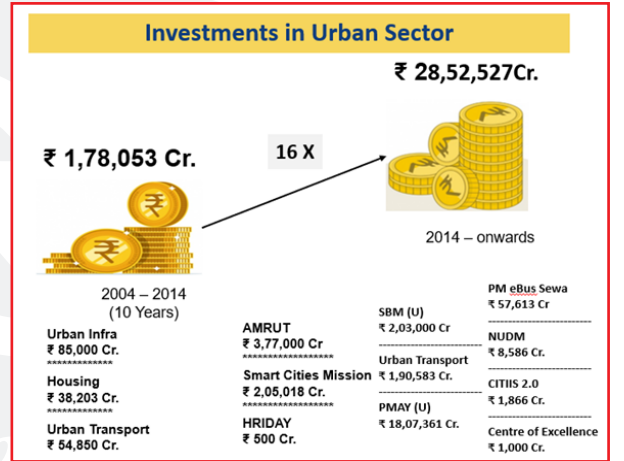 Investments in Urban Sector
₹ 28,52,527Cr.
₹ 1,78,053 Cr.
16 X
2014 – onwards
2004 – 2014
(10 Years)
Urban Infra
₹ 85,000 Cr.
*************
Housing
₹ 38,203 Cr.
*************
Urban Transport
₹ 54,850 Cr.
AMRUT
₹ 3,77,000 Cr
******************
Smart Cities Mission
₹ 2,05,018 Cr.
******************
HRIDAY
₹ 500 Cr.
SBM (U)
₹ 2,03,000 Cr
Urban Transport
₹ 1,90,583 Cr.
PMAY (U)
₹ 18,07,361 Cr.
PM eBus Sewa
₹ 57,613 Cr
NUDM
₹ 8,586 Cr.
CITIIS 2.0
₹ 1,866 Cr.
Centre of Excellence
₹ 1,000 Cr.